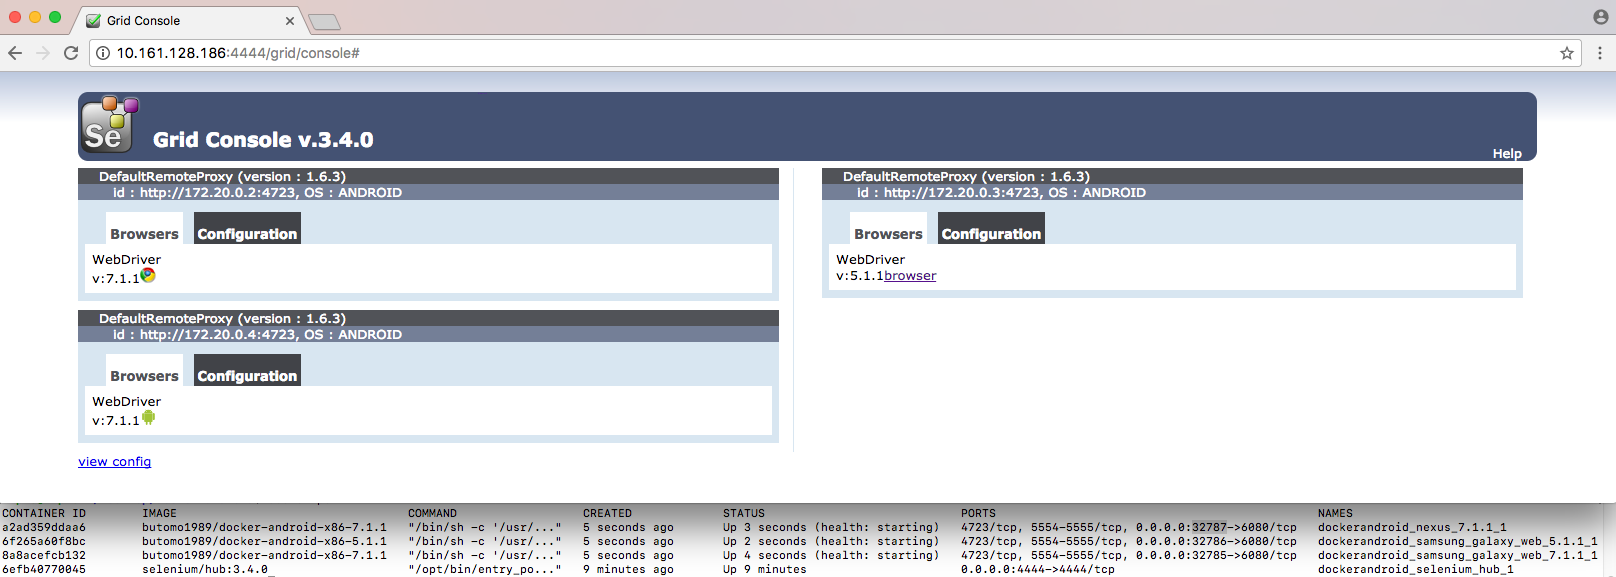 Grid Console
10.161.128.186:4444/grid/console#
Se
Grid Console v.3.4.0
Help
DefaultRemoteProxy (version : 1.6.3)
id : http://172.20.0.2:4723, OS : ANDROID
Browsers Configuration
WebDriver
v:7.1.1
DefaultRemoteProxy (version : 1.6.3)
id : http://172.20.0.4:4723, OS : ANDROID
Browsers Configuration
WebDriver
v:7.1.1
view config
DefaultRemoteProxy (version : 1.6.3)
id : http://172.20.0.3:4723, OS : ANDROID
Browsers Configuration
WebDriver
v:5.1.1browser
CONTAINER ID IMAGE COMMAND CREATED STATUS PORTS NAMES
a2ad359ddaa6 butomo1989/docker-android-x86-7.1.1 "/bin/sh -c '/usr/..." 5 seconds ago Up 3 seconds (health: starting) 4723/tcp, 5554-5555/tcp, 0.0.0.0:32787->6080/tcp dockerandroid_nexus_7.1.1_1
6f265a60f8bc butomo1989/docker-android-x86-5.1.1 "/bin/sh -c '/usr/..." 5 seconds ago Up 2 seconds (health: starting) 4723/tcp, 5554-5555/tcp, 0.0.0.0:32786->6080/tcp dockerandroid_samsung_galaxy_web_5.1.1_1
8a8acefcb132 butomo1989/docker-android-x86-7.1.1 "/bin/sh -c '/usr/..." 5 seconds ago Up 4 seconds (health: starting) 4723/tcp, 5554-5555/tcp, 0.0.0.0:32785->6080/tcp dockerandroid_samsung_galaxy_web_7.1.1_1
6efb40770045 selenium/hub:3.4.0 "/opt/bin/entry_po..." 9 minutes ago Up 9 minutes 0.0.0.0:4444->4444/tcp dockerandroid_selenium_hub_1